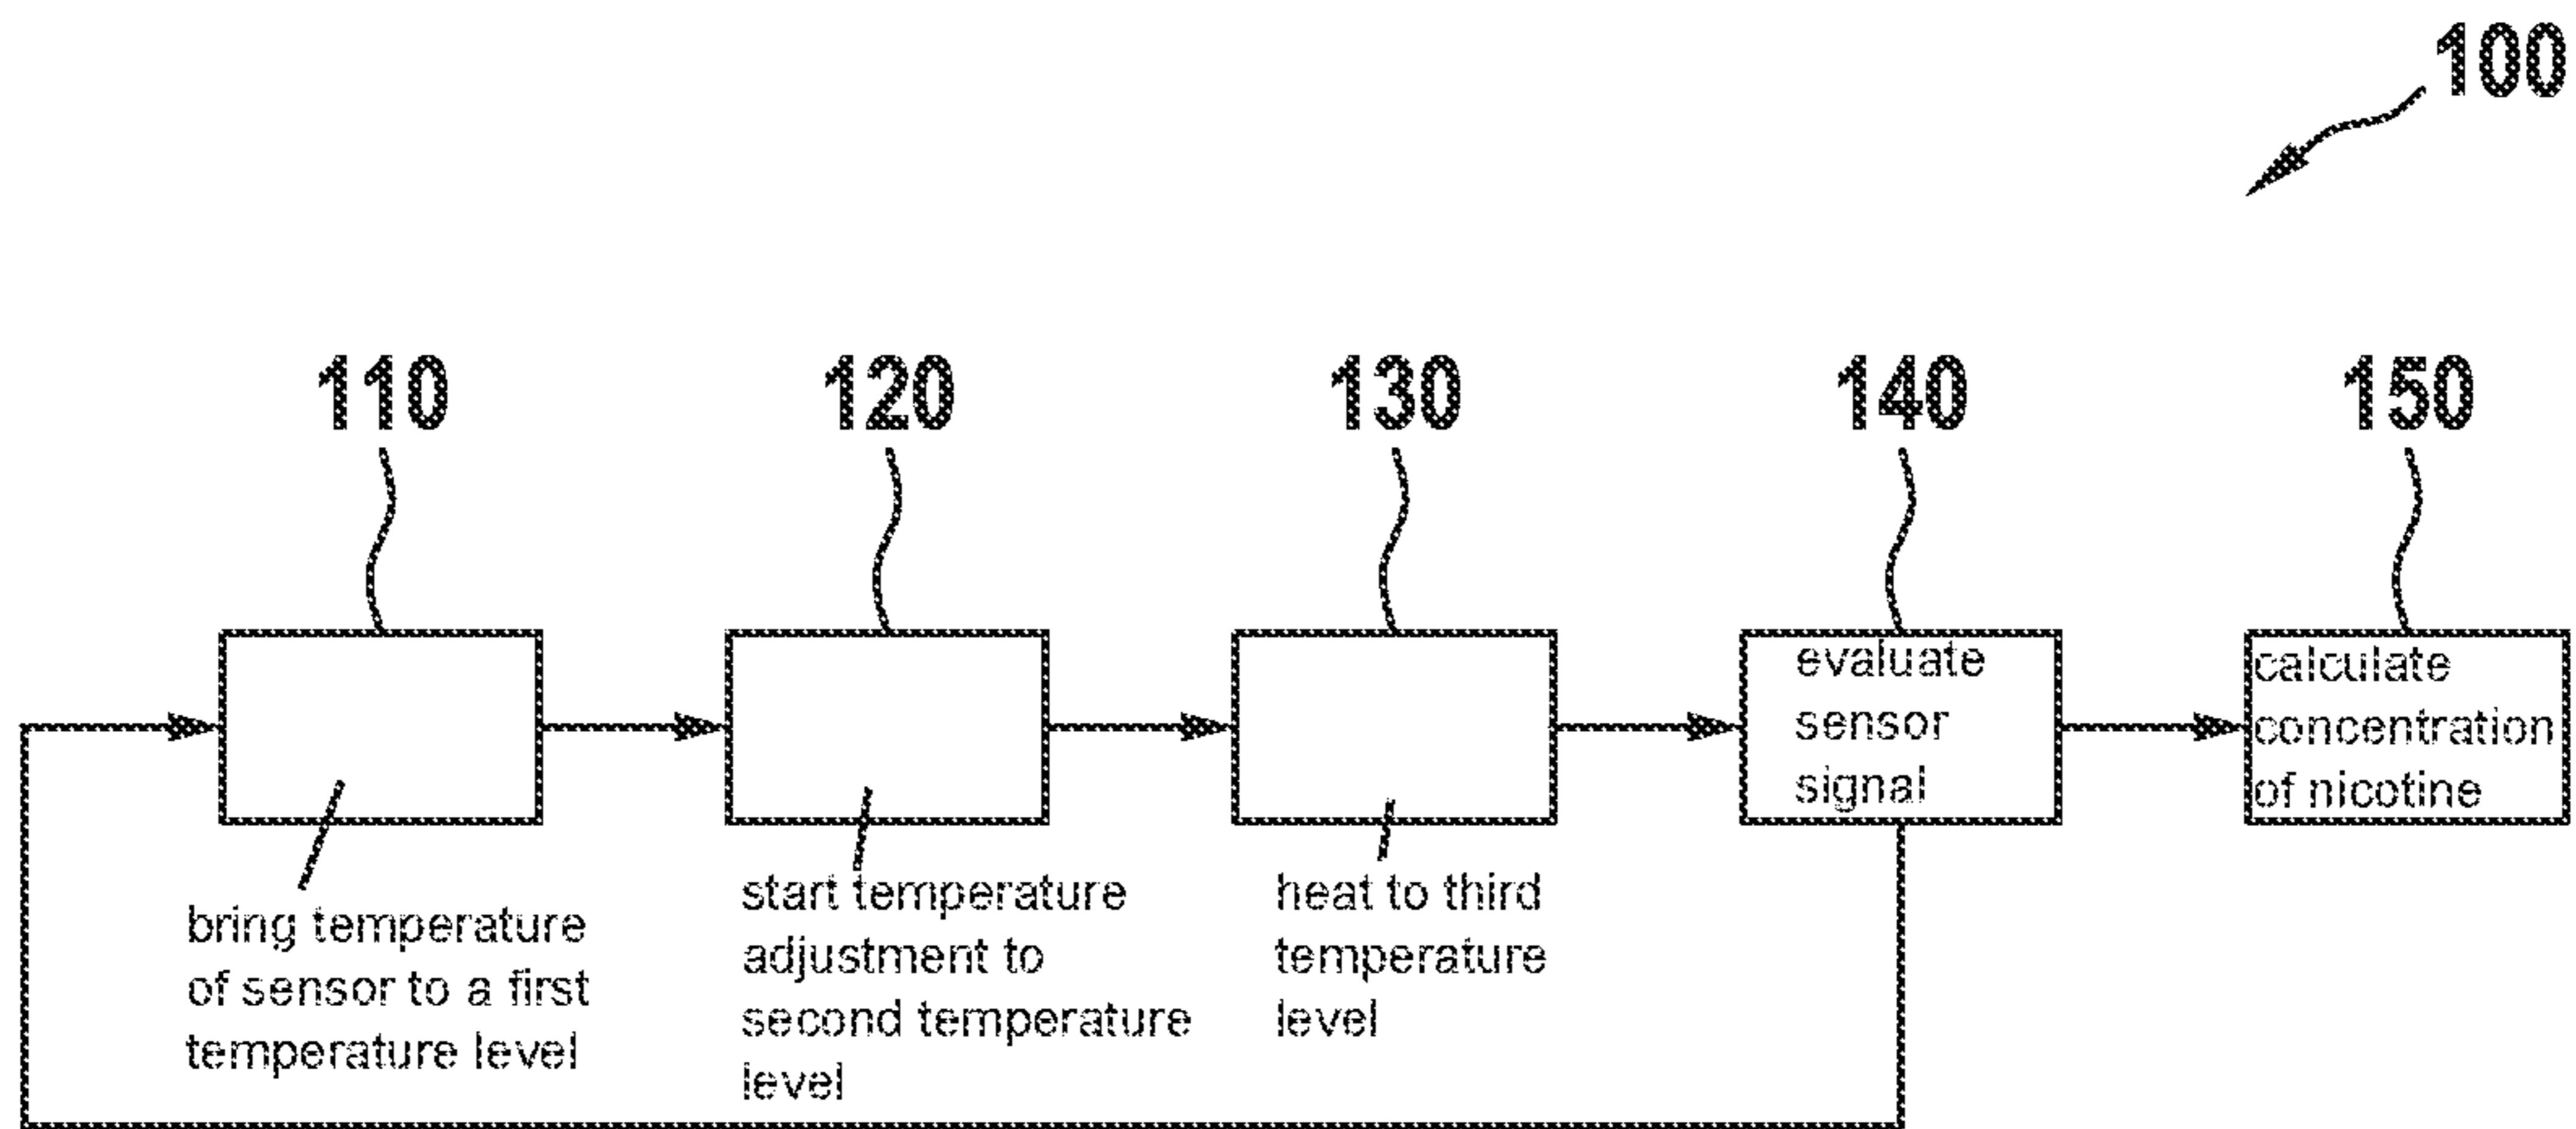 100
110
120
130
140
150
evaluate
sensor
signal
calculate
concentration
of nicotine
bring temperature
of sensor to a first
temperature level
start temperature
adjustment to
second temperature
level
heat to third
temperature
level